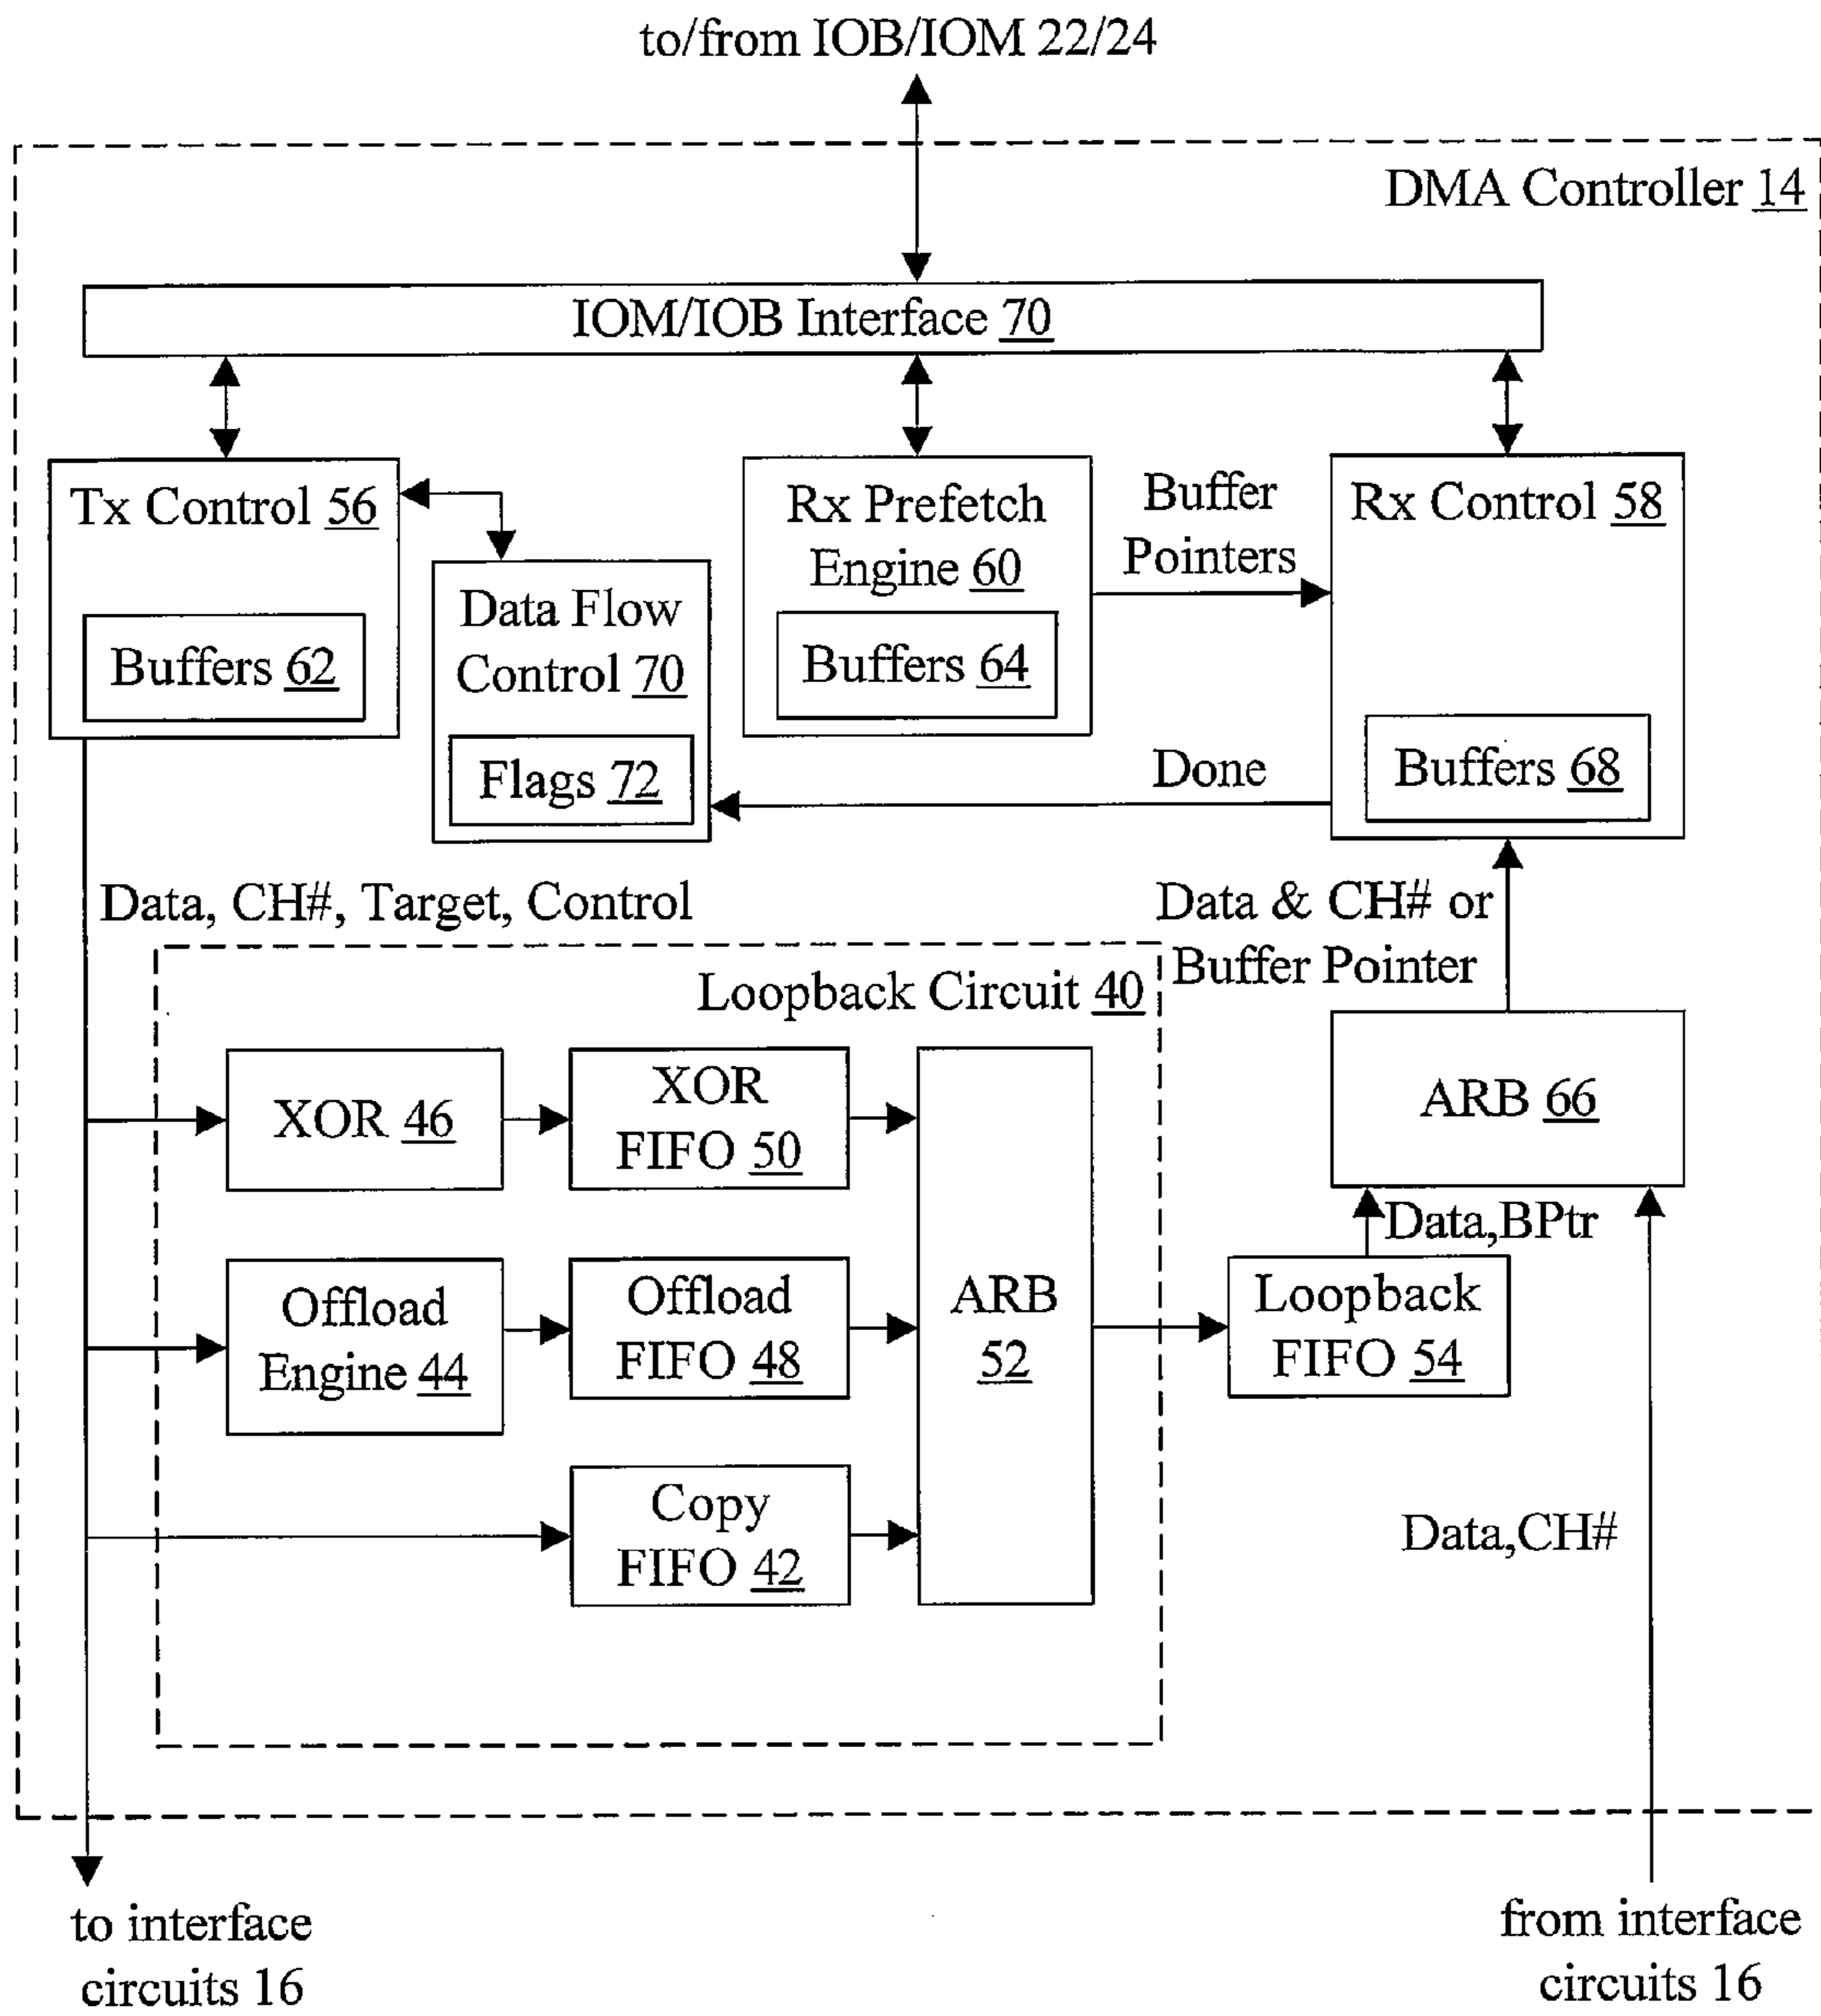 to/from IOB/IOM 22/24
DMA Controller 14
IOM/IOB Interface 70
Tx Control 56
Buffers 62
Data Flow
Control 70
Flags 72
Rx Prefetch
Engine 60
Buffers 64
Buffer
Pointers
Rx Control 58
Buffers 68
Done
Data, CH#, Target, Control
Data & CH# or
Buffer Pointer
Loopback Circuit 40
XOR 46
XOR
FIFO 50
ARB 66
Data,BPtr
Offload
Engine 44
Offload
FIFO 48
ARB
52
Loopback
FIFO 54
Copy
FIFO 42
Data,CH#
to interface
circuits 16
from interface
circuits 16